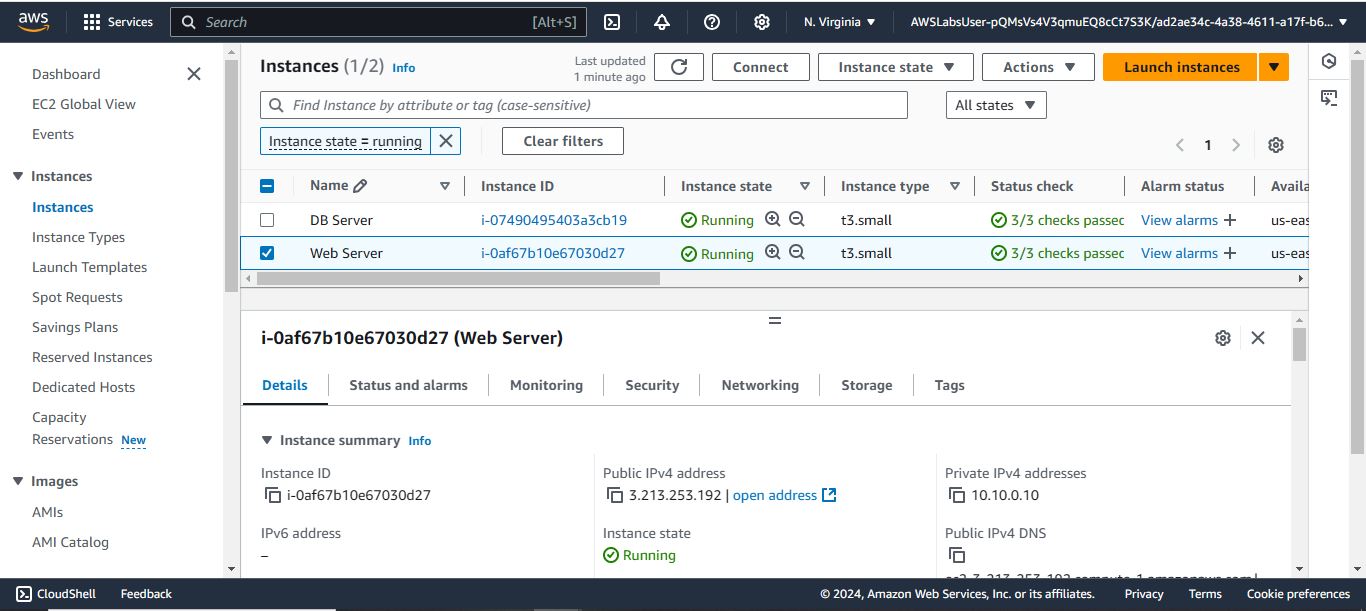 aws Services Search [Alt+S] N. Virginia AWSLabsUser-pQMsVs4V3qmuEQ8cCt7S3K/ad2ae34c-4a38-4611-a17f-b6...
Dashboard
EC2 Global View
Events
Instances
Instances
Instance Types
Launch Templates
Spot Requests
Savings Plans
Reserved Instances
Dedicated Hosts
Capacity
Reservations New
Images
AMIs
AMI Catalog
Instances (1/2) Info
Last updated
1 minute ago
Connect Instance state Actions Launch instances
Find Instance by attribute or tag (case-sensitive) All states
Instance state = running Clear filters
1
Name Instance ID Instance state Instance type Status check Alarm status Availa
DB Server i-07490495403a3cb19 Running t3.small 3/3 checks passed View alarms + us-eas
Web Server i-0af67b10e67030d27 Running t3.small 3/3 checks passed View alarms + us-eas
i-0af67b10e67030d27 (Web Server)
Details Status and alarms Monitoring Security Networking Storage Tags
Instance summary Info
Instance ID Public IPv4 address Private IPv4 addresses
i-0af67b10e67030d27 3.213.253.192 | open address 10.10.0.10
IPv6 address Instance state Public IPv4 DNS
– Running
CloudShell Feedback © 2024, Amazon Web Services, Inc. or its affiliates. Privacy Terms Cookie preferences